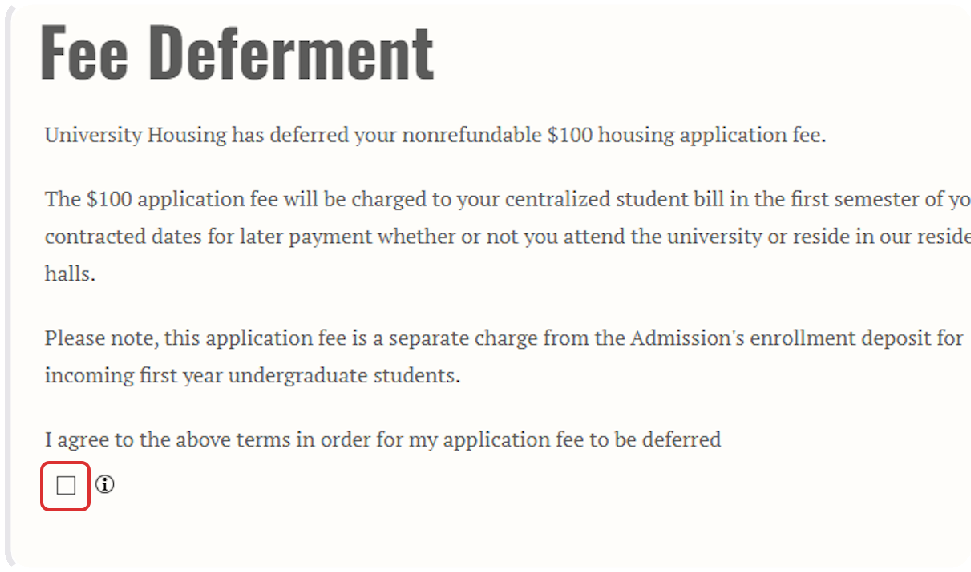 Fee Deferment
University Housing has deferred your nonrefundable $100 housing application fee.
The $100 application fee will be charged to your centralized student bill in the first semester of yo
contracted dates for later payment whether or not you attend the university or reside in our reside
halls.
Please note, this application fee is a separate charge from the Admission's enrollment deposit for
incoming first year undergraduate students.
I agree to the above terms in order for my application fee to be deferred